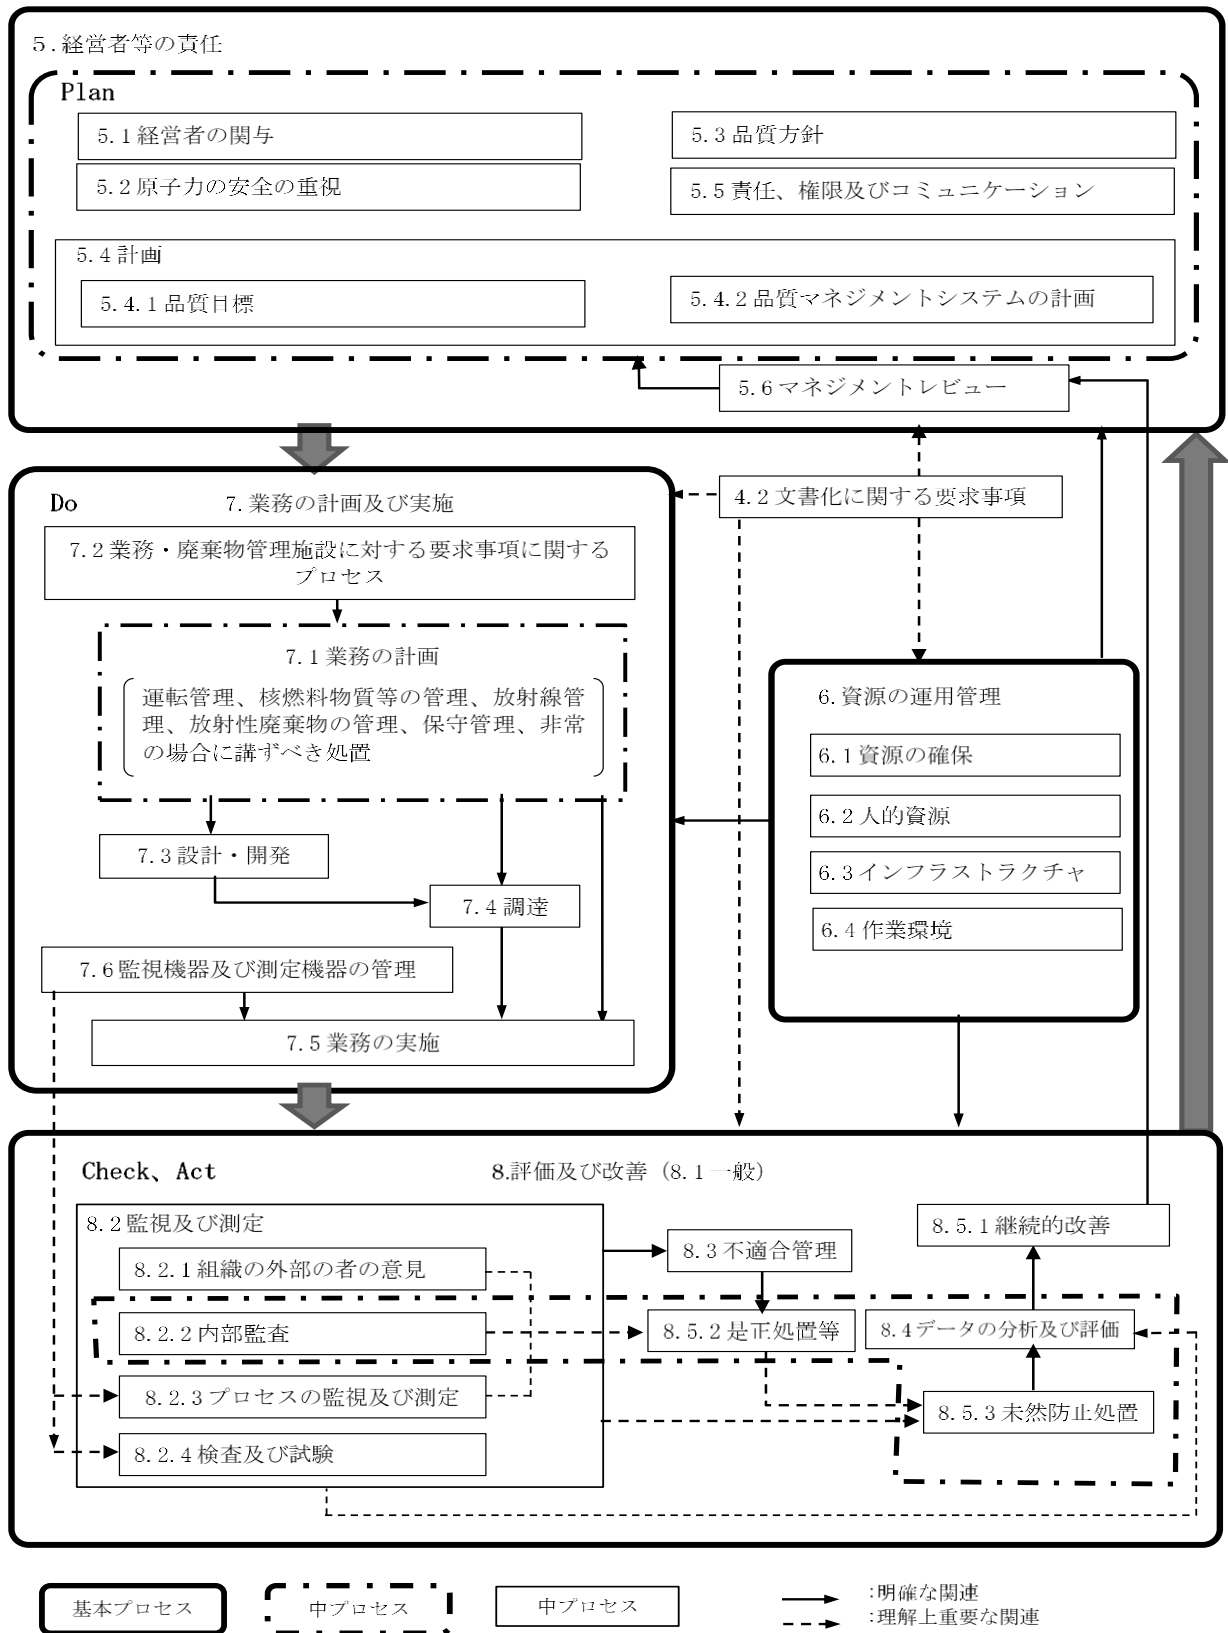 5.経営者等の責任
Plan
5.1経営者の関与
5.3品質方針
5.2原子力の安全の重視
5.5責任、権限及びコミュニケーション
5.4計画
5.4.1品質目標
5.4.2品質マネジメントシステムの計画
5.6マネジメントレビュー
Do
7.業務の計画及び実施
4.2文書化に関する要求事項
7.2業務・廃棄物管理施設に対する要求事項に関する
プロセス
7.1業務の計画
運転管理、核燃料物質等の管理、放射線管
理、放射性廃棄物の管理、保守管理、非常
の場合に講ずべき処置
6.資源の運用管理
6.1資源の確保
6.2人的資源
6.3インフラストラクチャ
6.4作業環境
7.3設計・開発
7.4調達
7.6監視機器及び測定機器の管理
7.5業務の実施
Check、Act
8.評価及び改善（8.1一般）
8.2監視及び測定
8.5.1継続的改善
8.3不適合管理
8.2.1組織の外部の者の意見
8.2.2内部監査
8.5.2是正処置等
8.4データの分析及び評価
8.2.3プロセスの監視及び測定
8.5.3未然防止処置
8.2.4検査及び試験
基本プロセス
中プロセス
中プロセス
:明確な関連
:理解上重要な関連